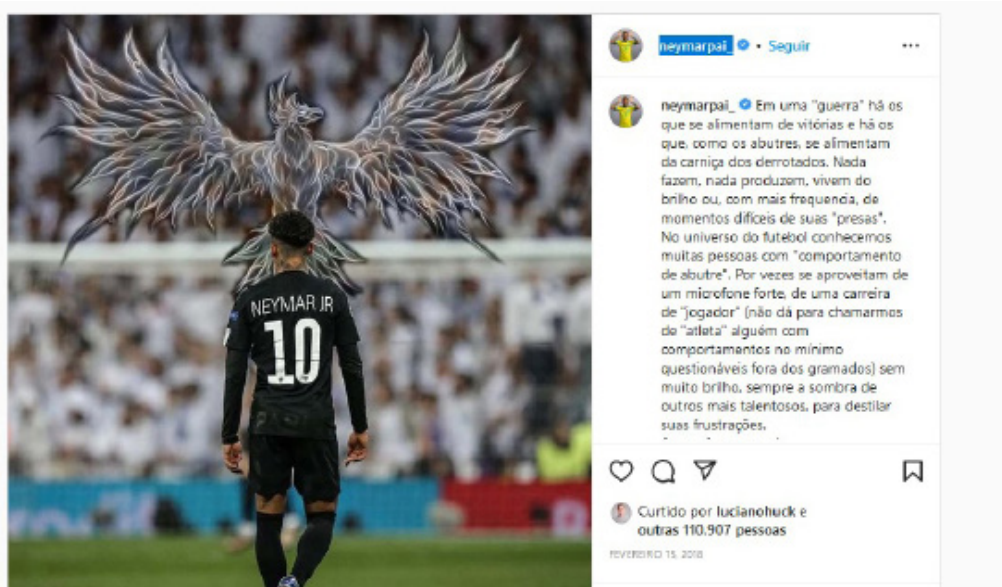 neymarpai_ • Seguir
neymarpai_ Em uma "guerra" há os
que se alimentam de vitórias e há os
que, como os abutres, se alimentam
da carniça dos derrotados. Nada
fazem, nada produzem, vivem do
brilho ou, com mais frequencia, de
momentos difíceis de suas "presas".
No universo do futebol conhecemos
muitas pessoas com "comportamento
de abutre". Por vezes se aproveitam de
um microfone forte, de uma carreira
de "jogador" (não dá para chamarmos
de "atleta" alguém com
comportamentos no mínimo
questionáveis fora dos gramados) sem
muito brilho, sempre a sombra de
outros mais talentosos, para destilar
suas frustrações.
NEYMAR JR
10
Curtido por lucianohuck e
outras 110.907 pessoas
FEVEREIRO 15, 2018